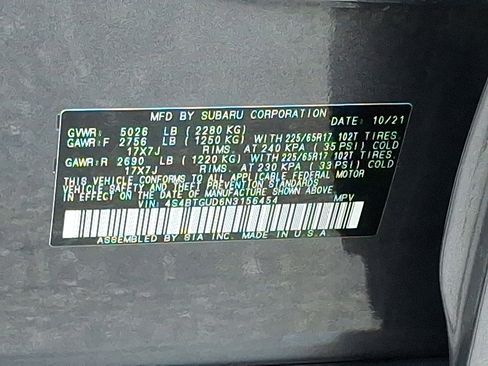 MFD BY SUBARU CORPORATION DATE: 10/21
GVWR: 5026 LB (2280 KG)
GAWR:F 2756 LB (1250 KG) WITH 225/65R17 102T TIRES.
17X7J RIMS. AT 240 KPA (35 PSI) COLD
GAWR:R 2690 LB (1220 KG) WITH 225/65R17 102T TIRES.
17X7J RIMS. AT 230 KPA (33 PSI) COLD
THIS VEHICLE CONFORMS TO ALL APPLICABLE FEDERAL MOTOR
VEHICLE SAFETY AND THEFT PREVENTION STANDARDS
IN EFFECT ON THE DATE OF MANUFACTURE SHOWN ABOVE.
VIN: 4S4BTGUD6N3156454 MPV
ASSEMBLED BY SIA INC. MADE IN U.S.A